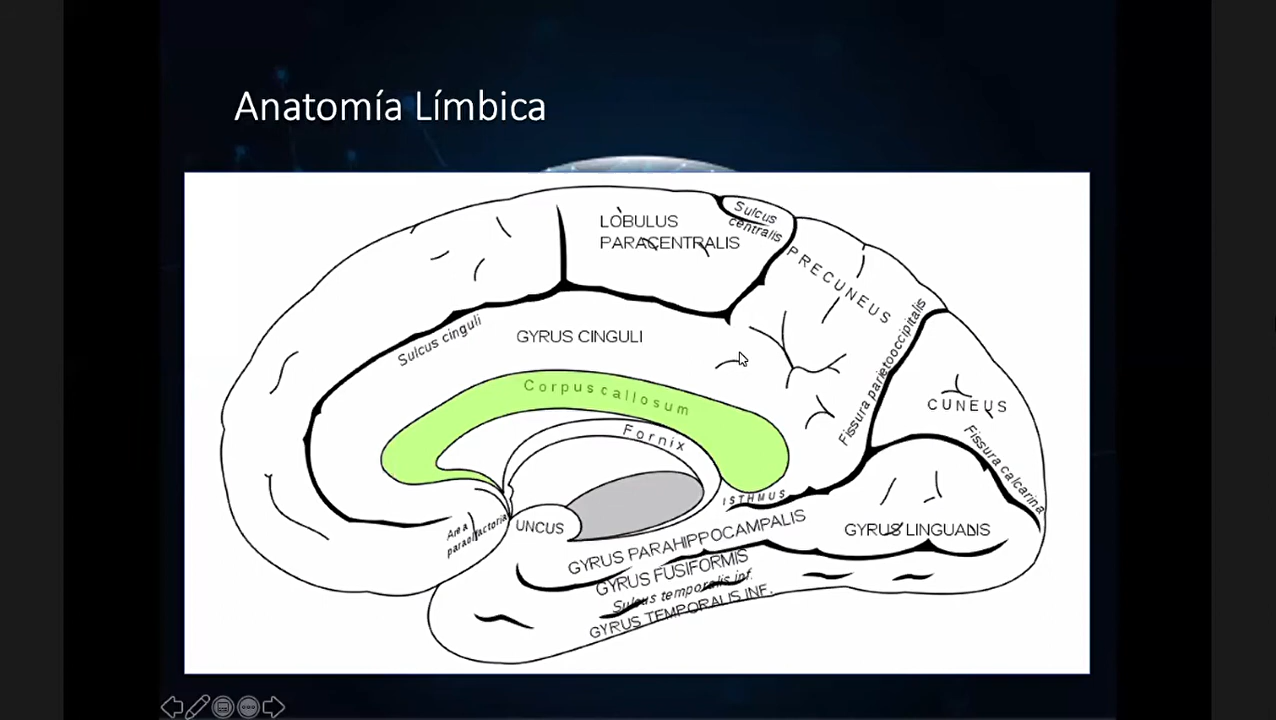 Anatomía Límbica
LOBULUS
PARACENTRALIS
Sulcus
centralis
PRECUNEUS
Sulcus cinguli
GYRUS CINGULI
Fissura parietooccipitalis
Corpus callosum
CUNEUS
Fornix
Fissura calcarina
ISTHMUS
Area
paraolfactoria
UNCUS
GYRUS PARAHIPPOCAMPALIS
GYRUS LINGUALIS
GYRUS FUSIFORMIS
Sulcus temporalis inf.
GYRUS TEMPORALIS INF.